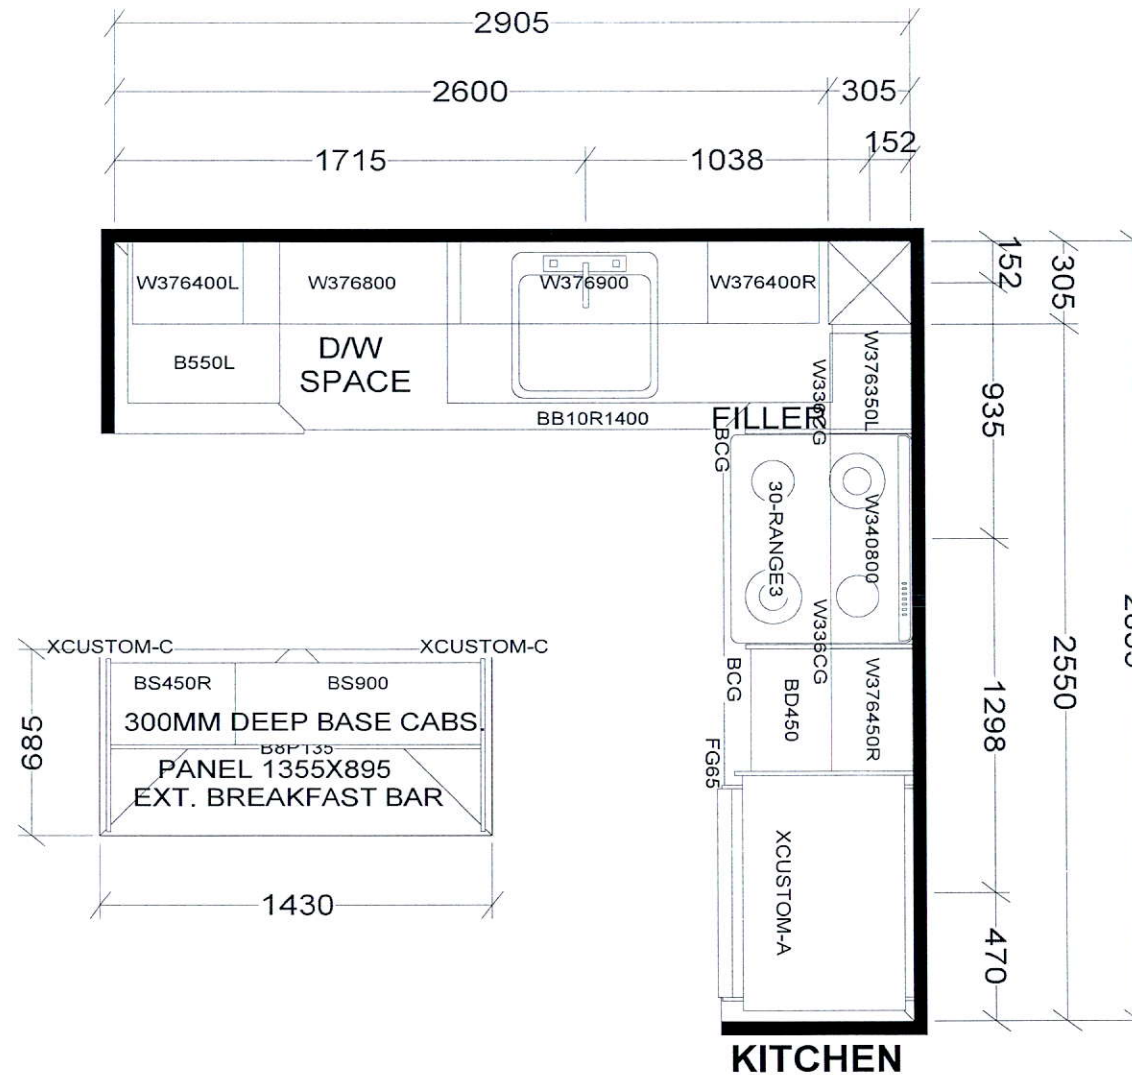 2905
2600
305
1715
1038
152
W376400L
W376800
W376900
W376400R
152
305
B550L
D/W
SPACE
BB10R1400
FILLER
W336CG
W376350L
BCG
935
30-RANGE3
W340800
W336CG
BCG
BD450
W376450R
1298
2550
FG65
XCUSTOM-A
470
XCUSTOM-C
XCUSTOM-C
BS450R
BS900
300MM DEEP BASE CABS.
B8P135
PANEL 1355X895
EXT. BREAKFAST BAR
685
1430
KITCHEN